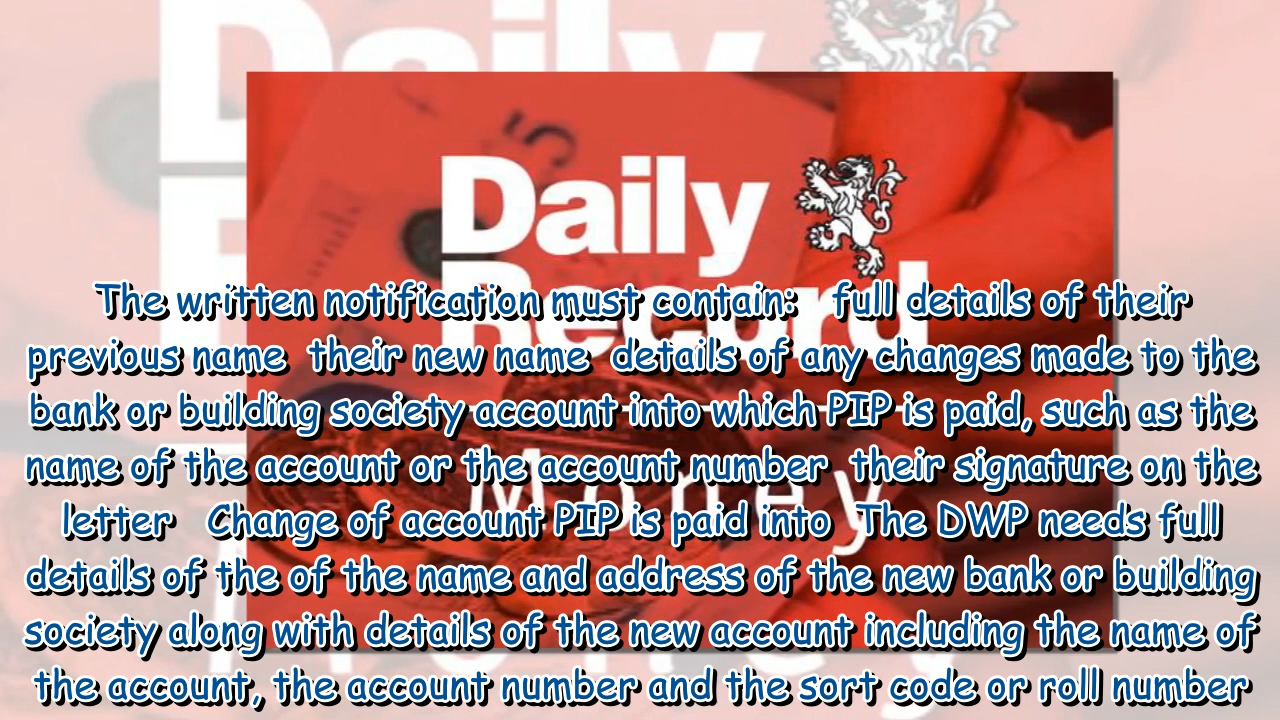 Daily
Record
Money
The written notification must contain: full details of their
previous name their new name details of any changes made to the
bank or building society account into which PIP is paid, such as the
name of the account or the account number their signature on the
letter Change of account PIP is paid into The DWP needs full
details of the of the name and address of the new bank or building
society along with details of the new account including the name of
the account, the account number and the sort code or roll number